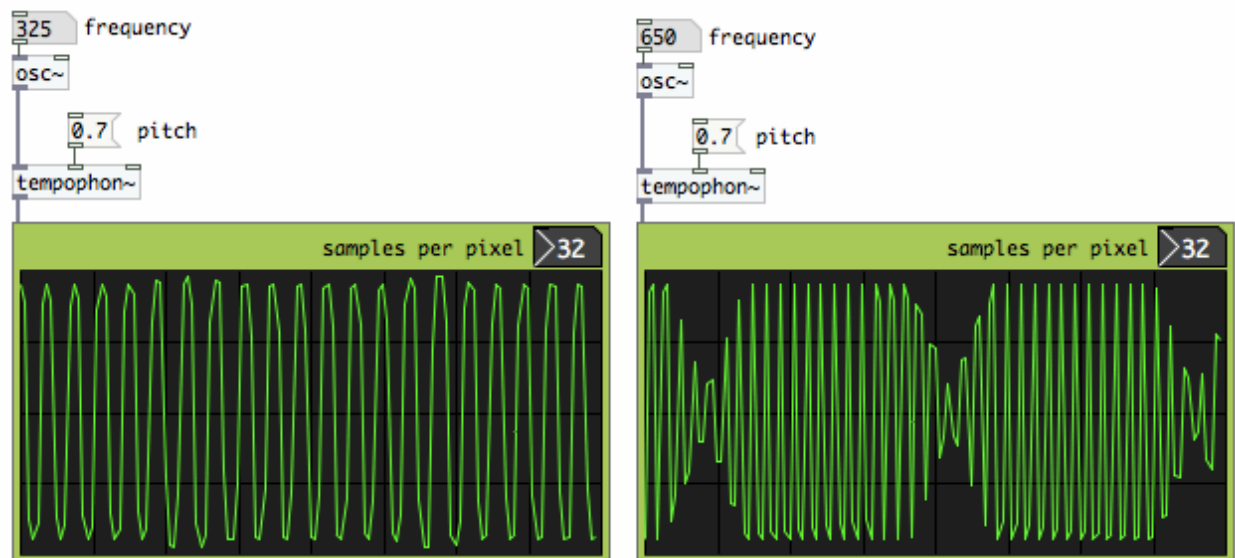 325 frequency
osc~
0.7 pitch
tempophon~
samples per pixel >32
650 frequency
osc~
0.7 pitch
tempophon~
samples per pixel >32